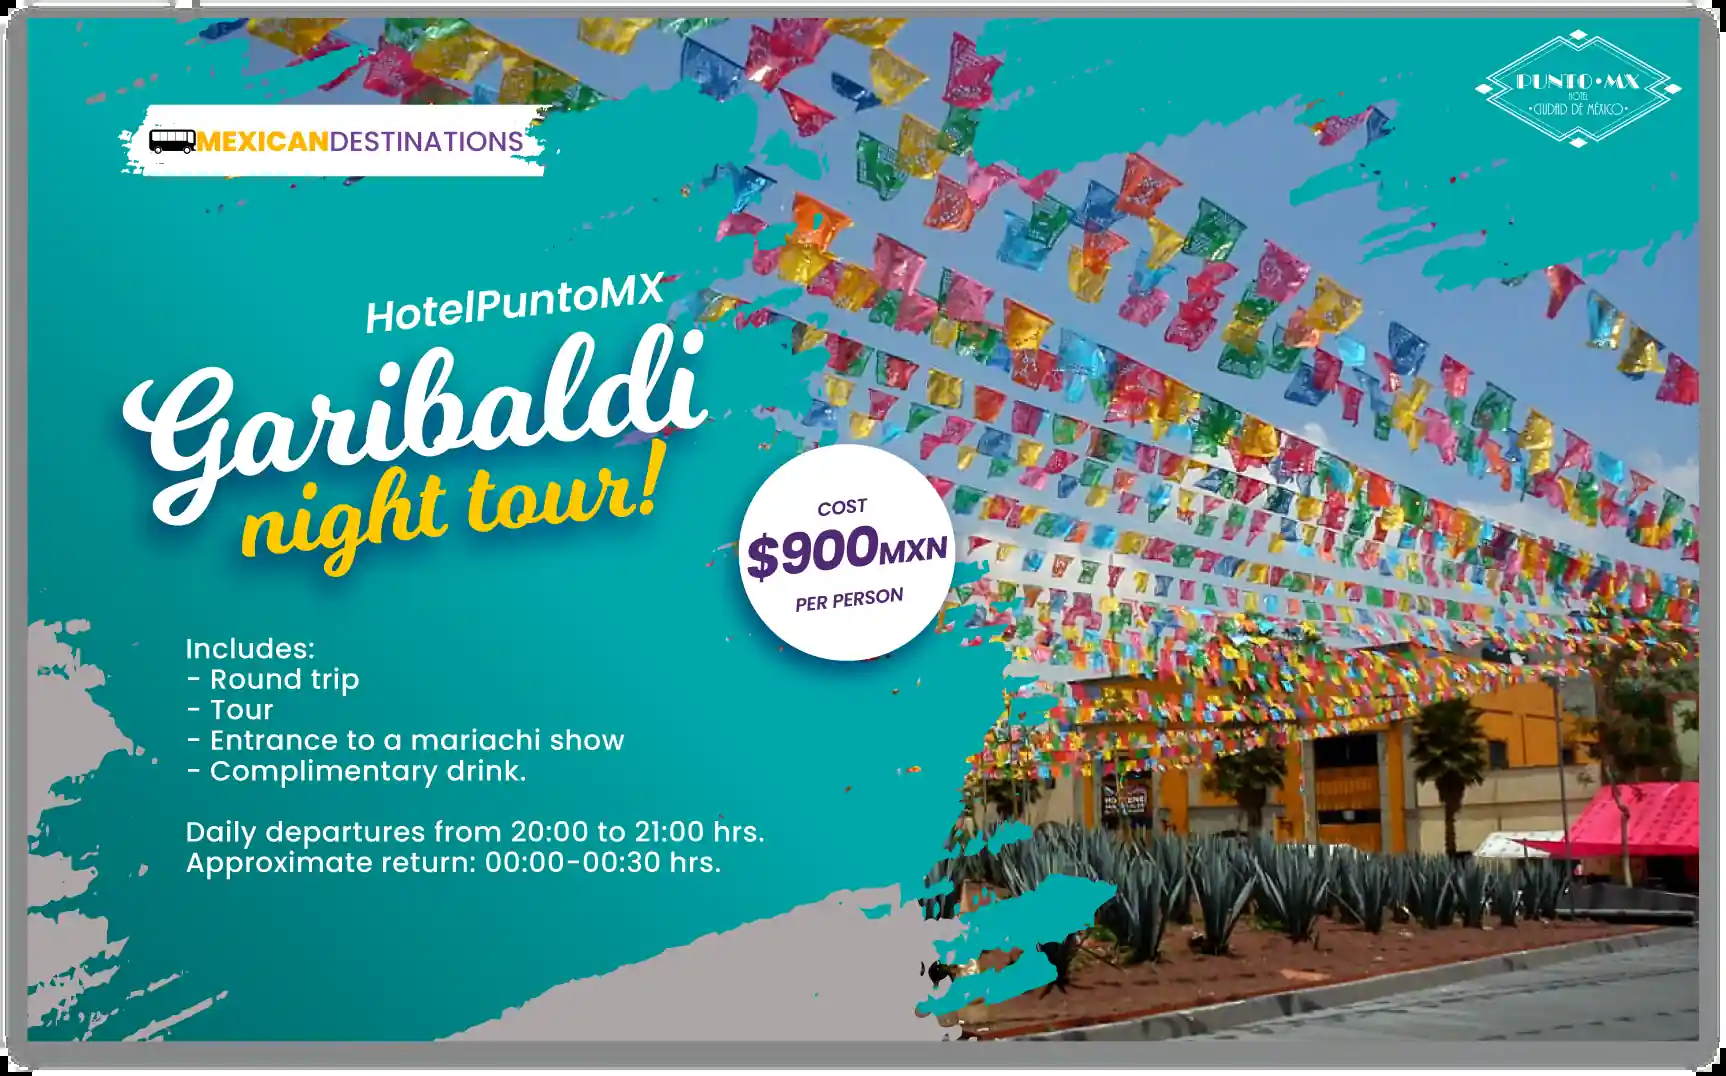 MEXICANDESTINATIONS
PUNTO•MX
HOTEL
•CIUDAD DE MÉXICO•
HotelPuntoMX
Garibaldi
night tour!
COST
$900MXN
PER PERSON
Includes:
- Round trip
- Tour
- Entrance to a mariachi show
- Complimentary drink.
Daily departures from 20:00 to 21:00 hrs.
Approximate return: 00:00-00:30 hrs.